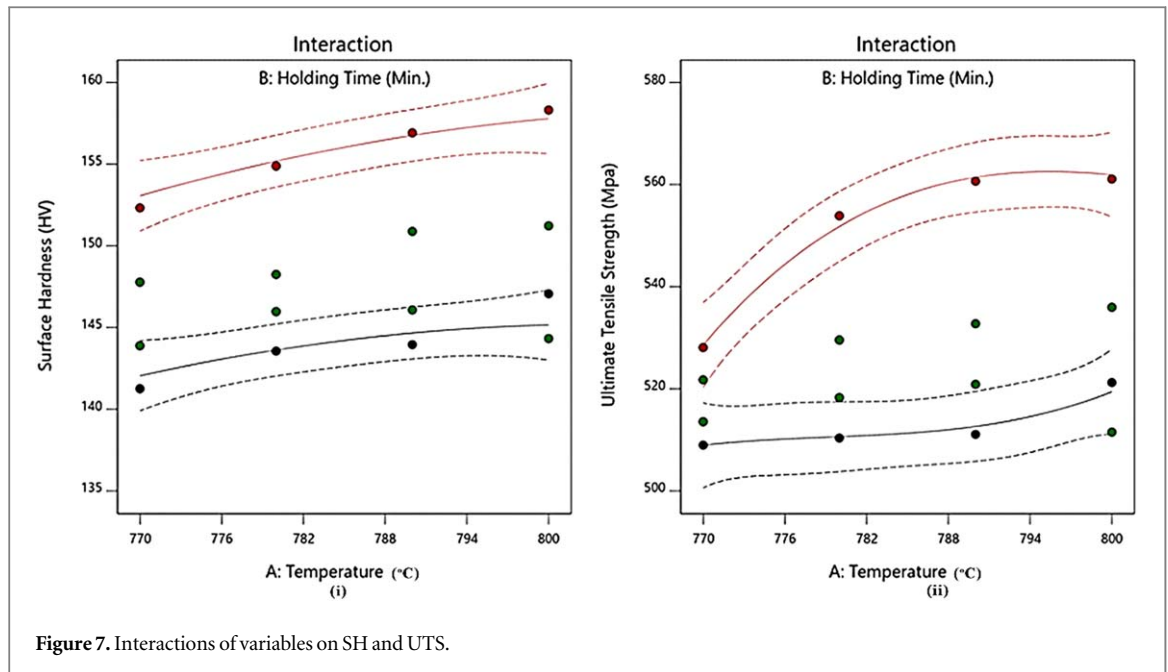 Interaction
B: Holding Time (Min.)
Surface Hardness (HV)
160
155
150
145
140
135
770 776 782 788 794 800
A: Temperature (°C)
(i)
Interaction
B: Holding Time (Min.)
Ultimate Tensile Strength (Mpa)
580
560
540
520
500
770 776 782 788 794 800
A: Temperature (°C)
(ii)
Figure 7. Interactions of variables on SH and UTS.